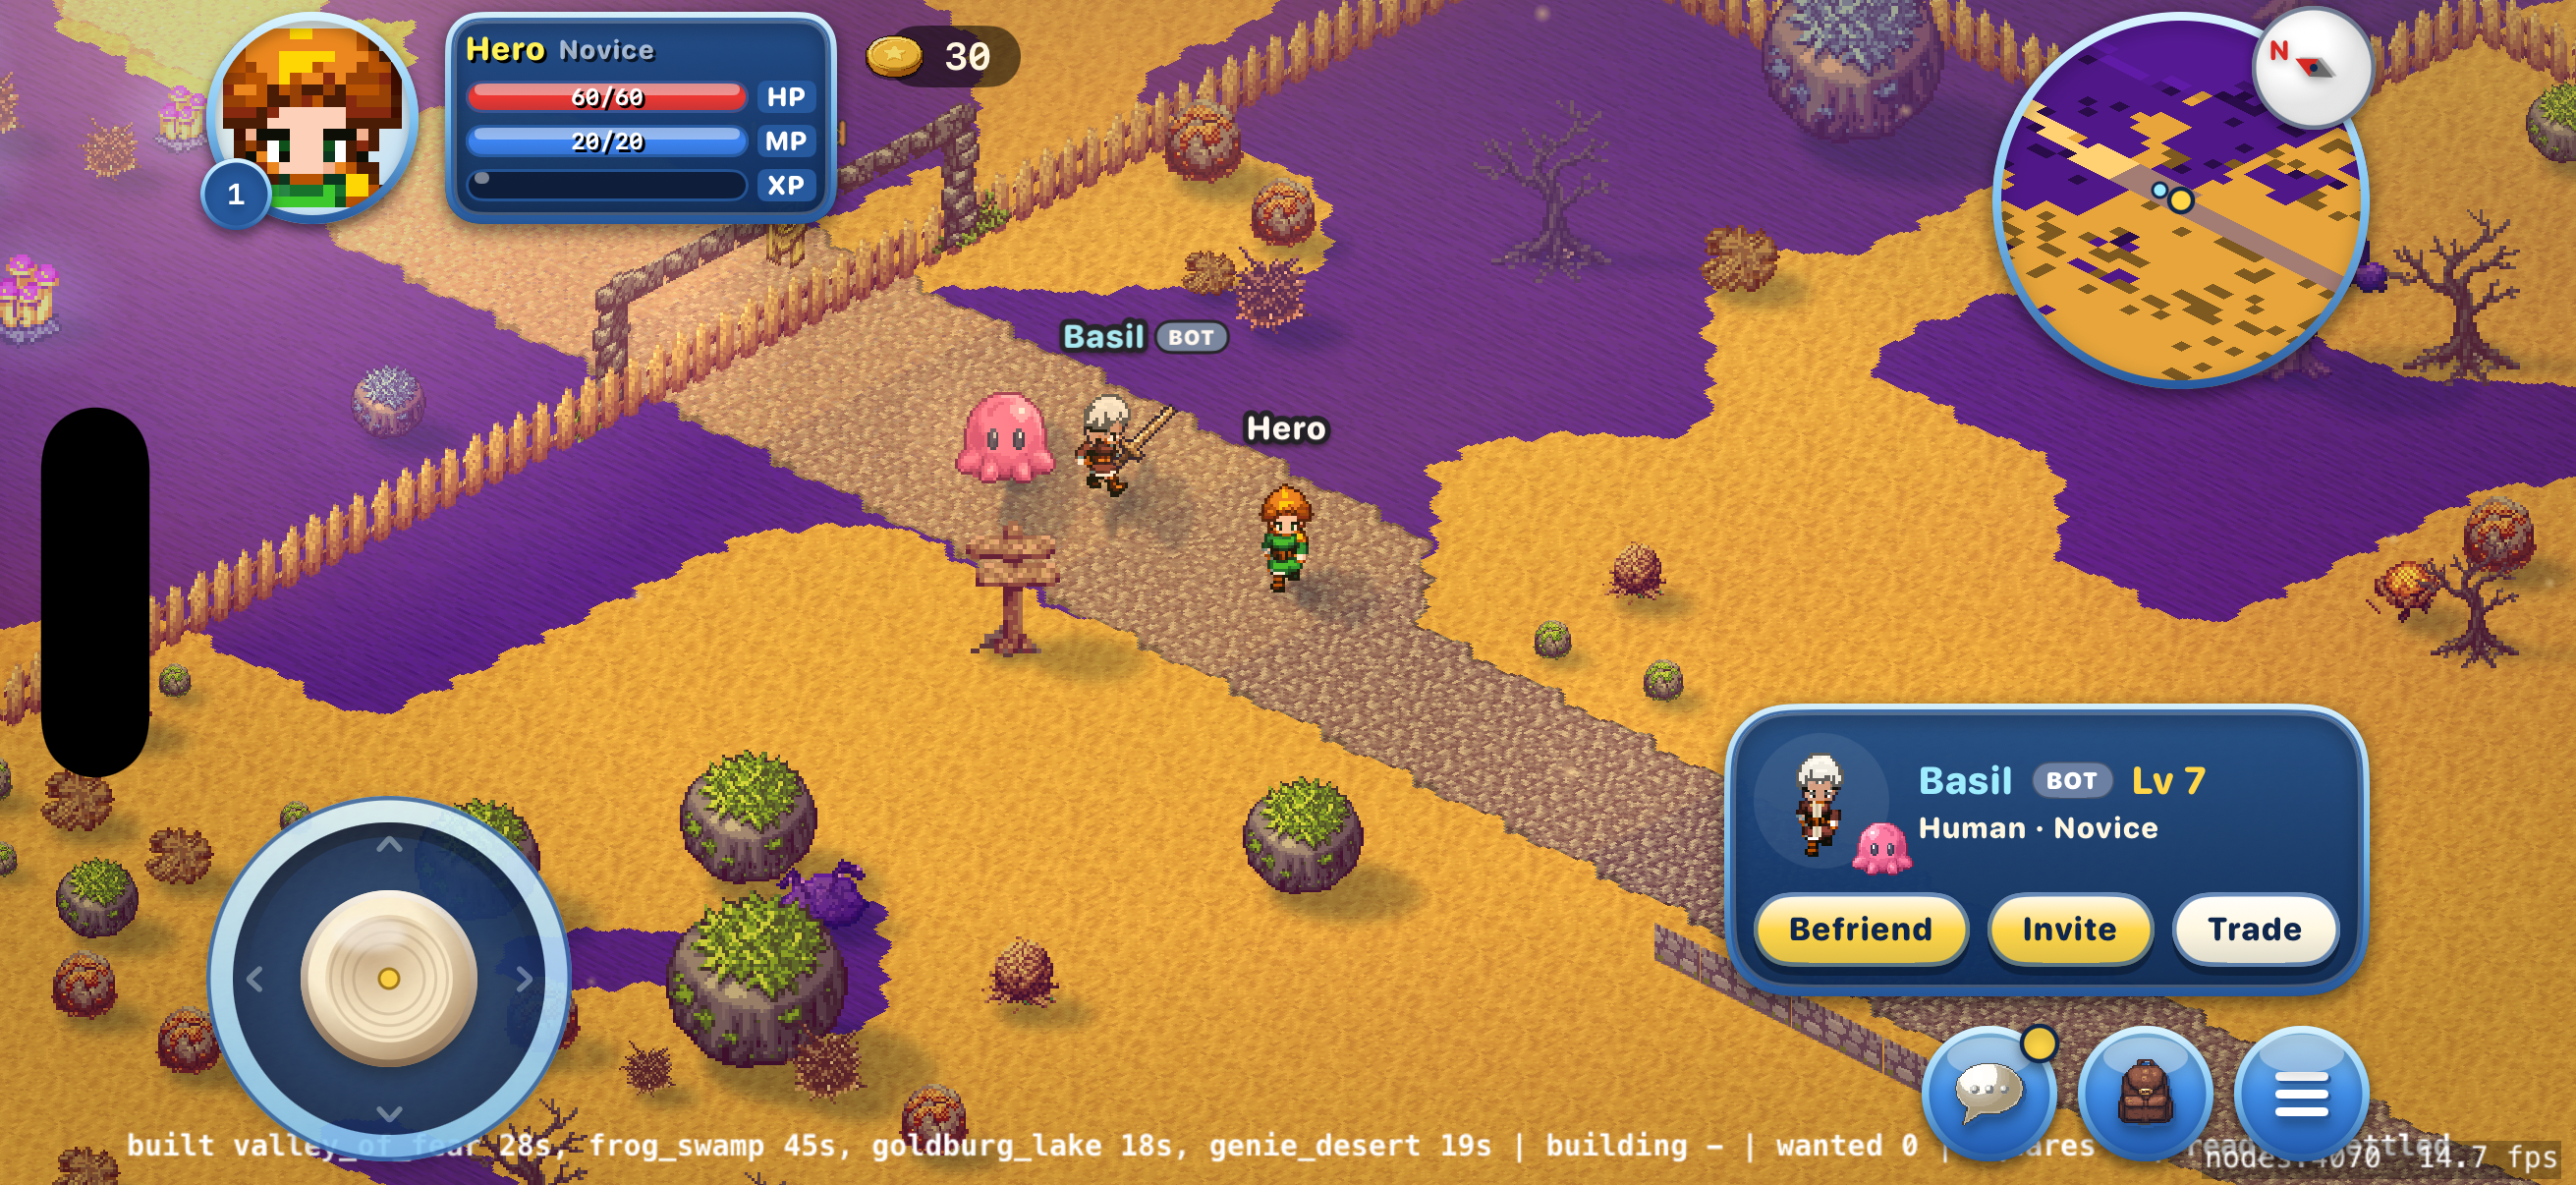 Hero Novice
60/60 HP
20/20 MP
XP
1
30
N
Basil BOT
Hero
Basil BOT Lv 7
Human · Novice
Befriend Invite Trade
built valley_of_fear 28s, frog_swamp 45s, goldburg_lake 18s, genie_desert 19s | building – | wanted 0 |
nodes:4070 14.7 fps